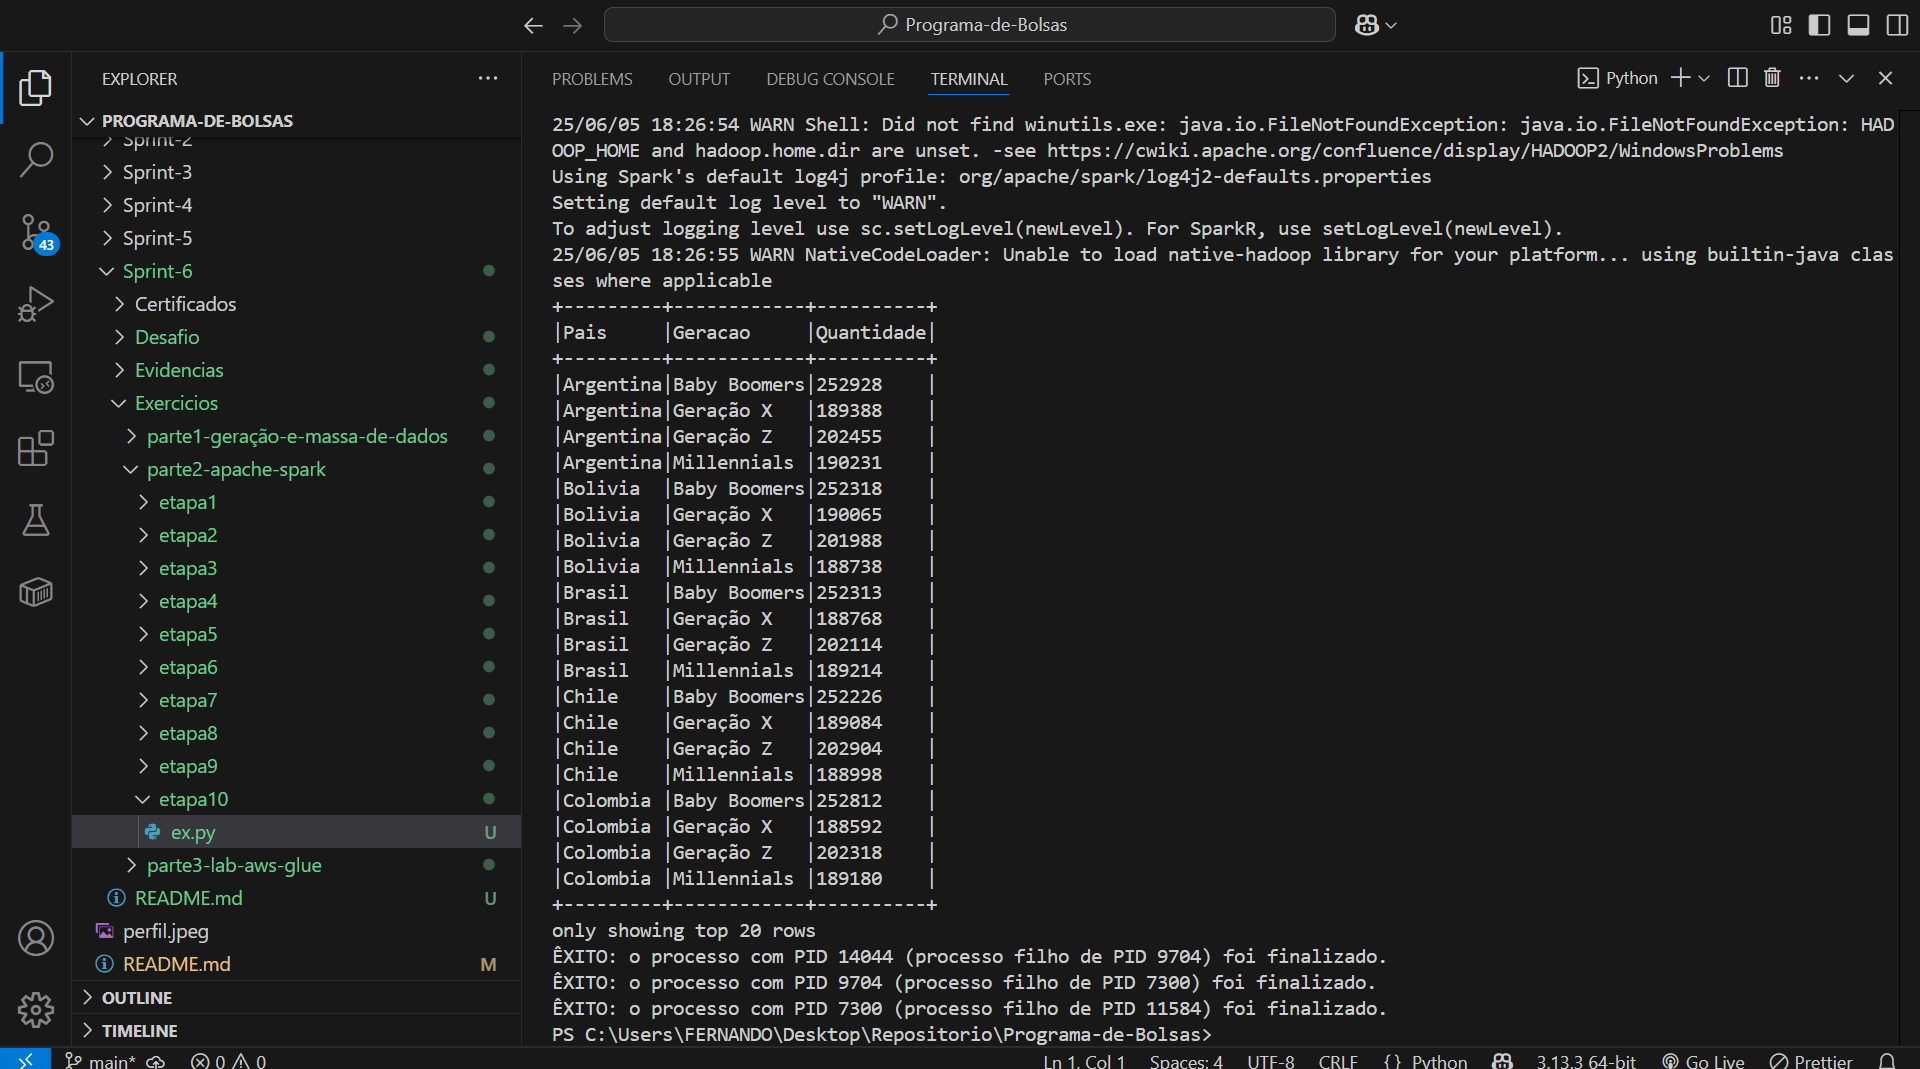 Programa-de-Bolsas
EXPLORER
PROGRAMA-DE-BOLSAS
Sprint-2
Sprint-3
Sprint-4
Sprint-5
Sprint-6
Certificados
Desafio
Evidencias
Exercicios
parte1-geração-e-massa-de-dados
parte2-apache-spark
etapa1
etapa2
etapa3
etapa4
etapa5
etapa6
etapa7
etapa8
etapa9
etapa10
ex.py U
parte3-lab-aws-glue
README.md U
perfil.jpeg
README.md M
OUTLINE
TIMELINE
43
PROBLEMS OUTPUT DEBUG CONSOLE TERMINAL PORTS
Python
25/06/05 18:26:54 WARN Shell: Did not find winutils.exe: java.io.FileNotFoundException: java.io.FileNotFoundException: HAD
OOP_HOME and hadoop.home.dir are unset. -see https://cwiki.apache.org/confluence/display/HADOOP2/WindowsProblems
Using Spark's default log4j profile: org/apache/spark/log4j2-defaults.properties
Setting default log level to "WARN".
To adjust logging level use sc.setLogLevel(newLevel). For SparkR, use setLogLevel(newLevel).
25/06/05 18:26:55 WARN NativeCodeLoader: Unable to load native-hadoop library for your platform... using builtin-java clas
ses where applicable
+---------+------------+----------+
|Pais     |Geracao     |Quantidade|
+---------+------------+----------+
|Argentina|Baby Boomers|252928    |
|Argentina|Geração X   |189388    |
|Argentina|Geração Z   |202455    |
|Argentina|Millennials |190231    |
|Bolivia  |Baby Boomers|252318    |
|Bolivia  |Geração X   |190065    |
|Bolivia  |Geração Z   |201988    |
|Bolivia  |Millennials |188738    |
|Brasil   |Baby Boomers|252313    |
|Brasil   |Geração X   |188768    |
|Brasil   |Geração Z   |202114    |
|Brasil   |Millennials |189214    |
|Chile    |Baby Boomers|252226    |
|Chile    |Geração X   |189084    |
|Chile    |Geração Z   |202904    |
|Chile    |Millennials |188998    |
|Colombia |Baby Boomers|252812    |
|Colombia |Geração X   |188592    |
|Colombia |Geração Z   |202318    |
|Colombia |Millennials |189180    |
+---------+------------+----------+
only showing top 20 rows
ÊXITO: o processo com PID 14044 (processo filho de PID 9704) foi finalizado.
ÊXITO: o processo com PID 9704 (processo filho de PID 7300) foi finalizado.
ÊXITO: o processo com PID 7300 (processo filho de PID 11584) foi finalizado.
PS C:\Users\FERNANDO\Desktop\Repositorio\Programa-de-Bolsas>
main* 0 0 Ln 1, Col 1 Spaces: 4 UTF-8 CRLF {} Python 3.13.3 64-bit Go Live Prettier